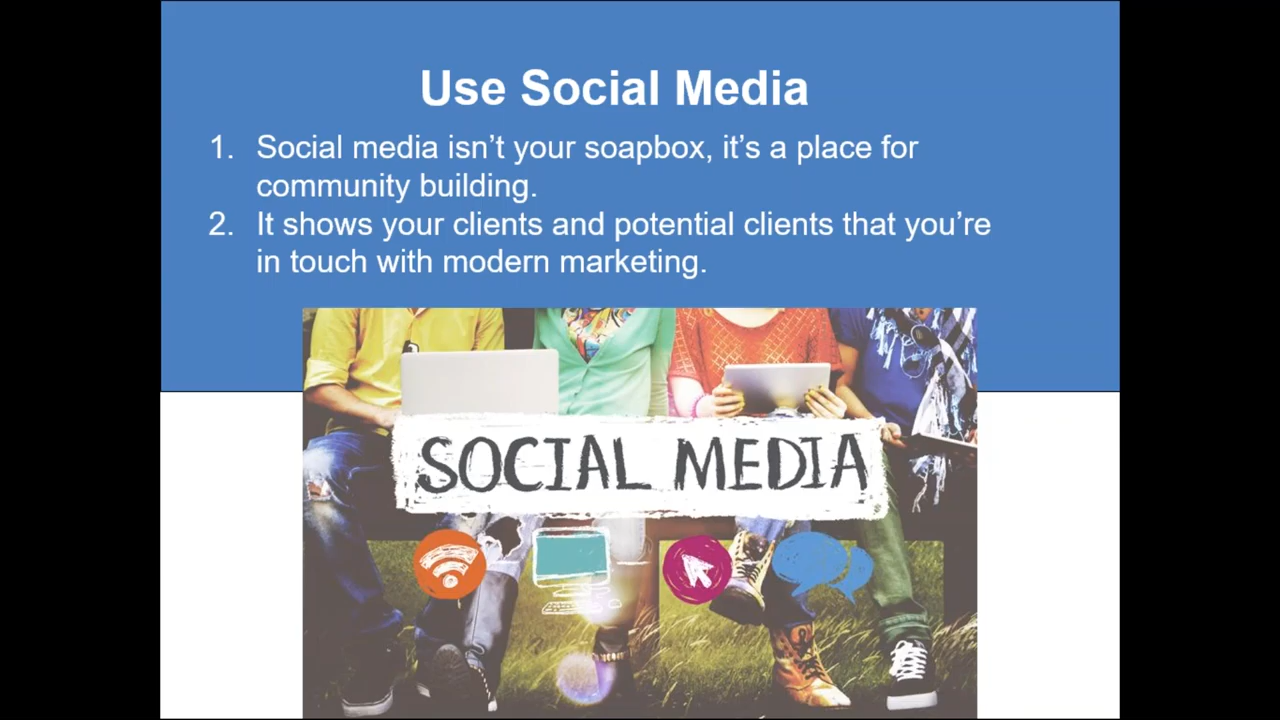 Use Social Media
1. Social media isn’t your soapbox, it’s a place for
community building.
2. It shows your clients and potential clients that you’re
in touch with modern marketing.
SOCIAL MEDIA